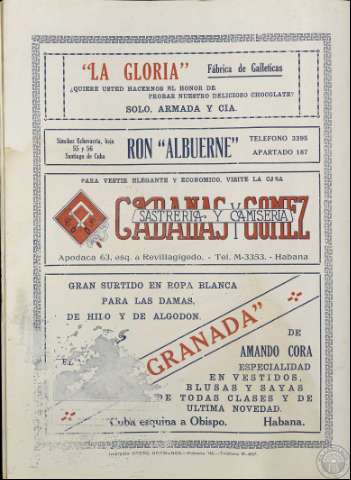 "LA GLORIA" Fábrica de Galleticas
¿QUIERE USTED HACERNOS EL HONOR DE
PROBAR NUESTRO DELICIOSO CHOCOLATE?
SOLO, ARMADA Y CIA.
Sánchez Echevarría, baja
55 y 56
Santiago de Cuba
RON "ALBUERNE"
TELEFONO 3395
APARTADO 167
PARA VESTIR ELEGANTE Y ECONOMICO, VISITE LA CASA
CABANAS Y GOMEZ
SASTRERIA Y CAMISERIA
Apodaca 63, esq. a Revillagigedo. - Tel. M-3353. - Habana
GRAN SURTIDO EN ROPA BLANCA
PARA LAS DAMAS,
DE HILO Y DE ALGODON.
GRANADA"
DE
AMANDO CORA
ESPECIALIDAD
EN VESTIDOS,
BLUSAS Y SAYAS
DE TODAS CLASES Y DE
ULTIMA NOVEDAD.
Cuba esquina a Obispo. Habana.